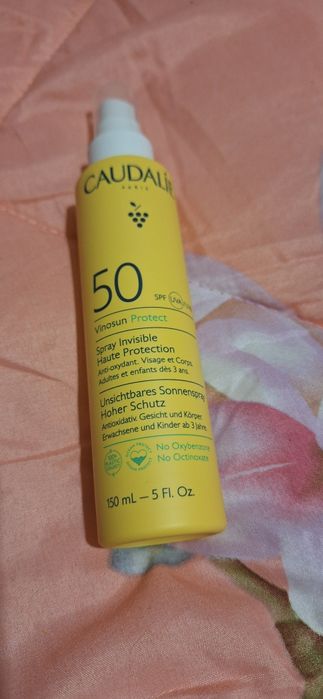 CAUDALIE
PARIS
50
SPF UVA
Vinosun Protect
Spray Invisible
Haute Protection
Anti-oxydant. Visage et Corps.
Adultes et enfants dès 3 ans.
Unsichtbares Sonnenspray
Hoher Schutz
Antioxidativ. Gesicht und Körper.
Erwachsene und Kinder ab 3 Jahre.
No Oxybenzone
No Octinoxate
150 mL – 5 Fl. Oz.